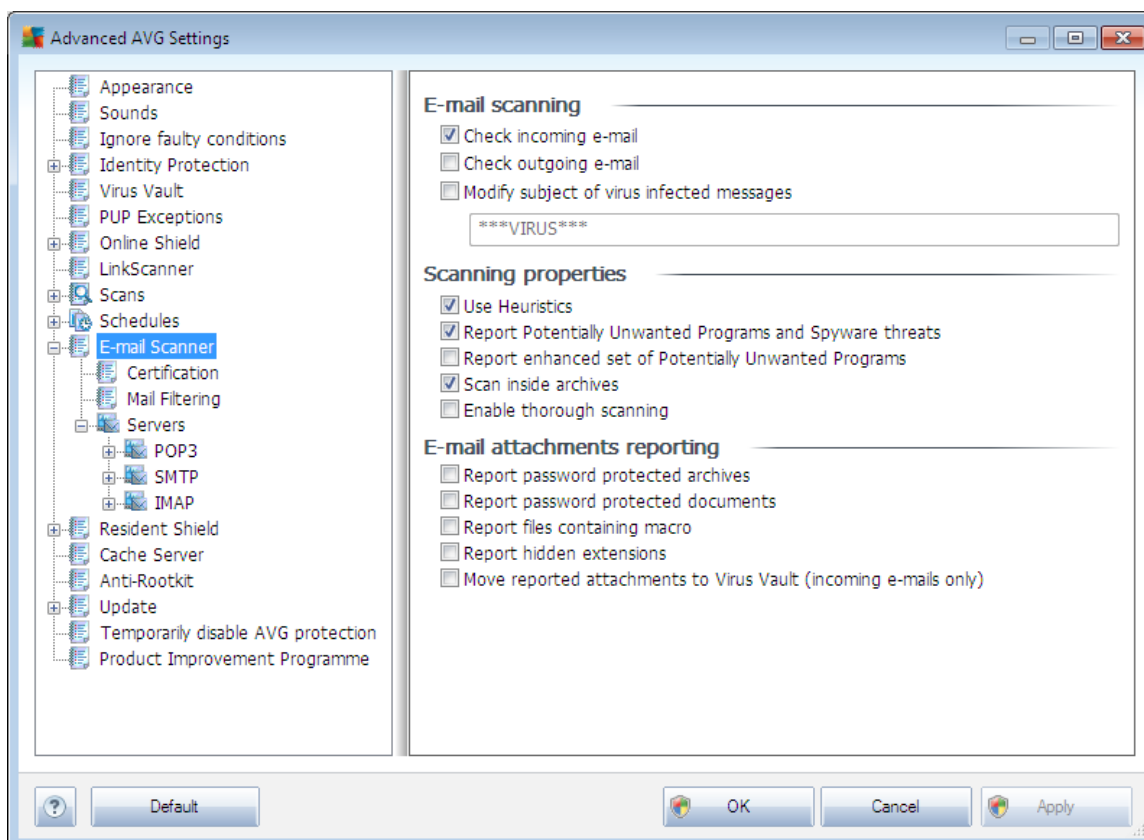 Advanced AVG Settings
Appearance
Sounds
Ignore faulty conditions
Identity Protection
Virus Vault
PUP Exceptions
Online Shield
LinkScanner
Scans
Schedules
E-mail Scanner
Certification
Mail Filtering
Servers
POP3
SMTP
IMAP
Resident Shield
Cache Server
Anti-Rootkit
Update
Temporarily disable AVG protection
Product Improvement Programme
E-mail scanning
Check incoming e-mail
Check outgoing e-mail
Modify subject of virus infected messages
***VIRUS***
Scanning properties
Use Heuristics
Report Potentially Unwanted Programs and Spyware threats
Report enhanced set of Potentially Unwanted Programs
Scan inside archives
Enable thorough scanning
E-mail attachments reporting
Report password protected archives
Report password protected documents
Report files containing macro
Report hidden extensions
Move reported attachments to Virus Vault (incoming e-mails only)
?
Default
OK
Cancel
Apply